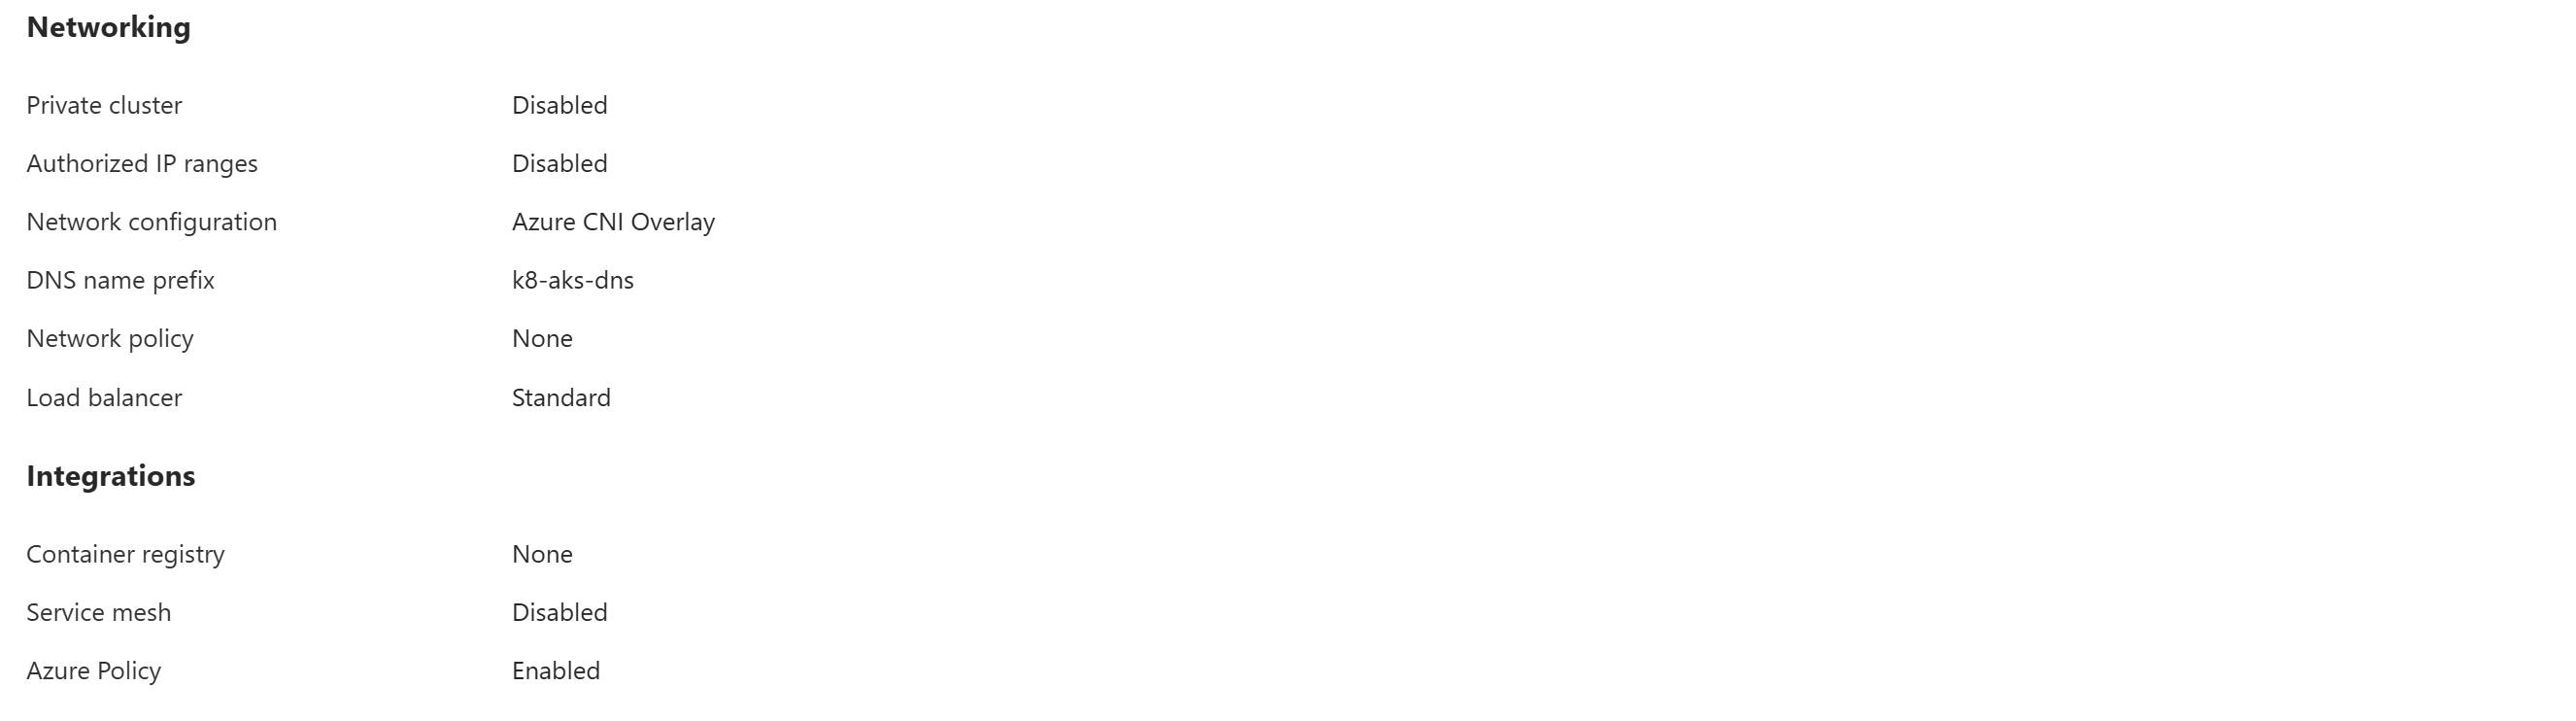 Networking
Private cluster Disabled
Authorized IP ranges Disabled
Network configuration Azure CNI Overlay
DNS name prefix k8-aks-dns
Network policy None
Load balancer Standard
Integrations
Container registry None
Service mesh Disabled
Azure Policy Enabled